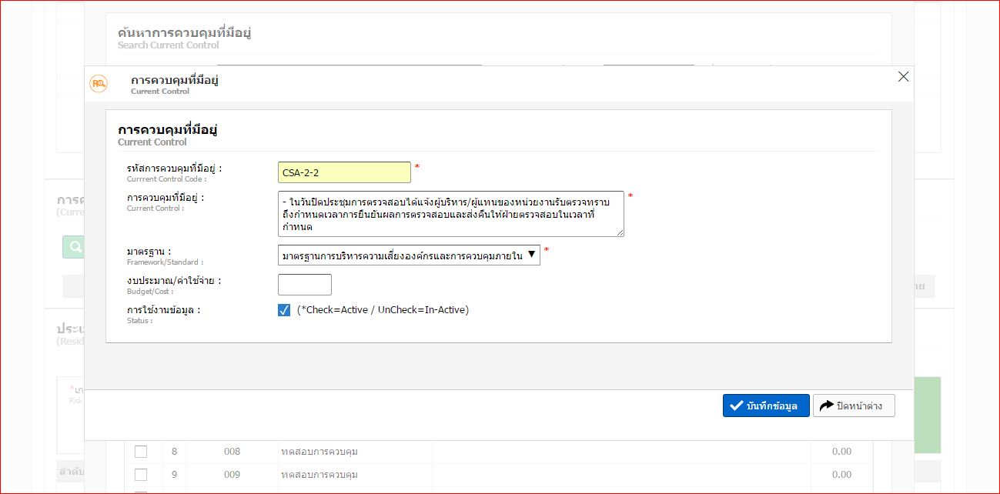 ค้นหาการควบคุมที่มีอยู่
Search Current Control
การควบคุมที่มีอยู่
Current Control
การควบคุมที่มีอยู่
Current Control
รหัสการควบคุมที่มีอยู่ :
Currrent Control Code :
CSA-2-2 *
การควบคุมที่มีอยู่ :
Current Control :
- ในวันปิดประชุมการตรวจสอบได้แจ้งผู้บริหาร/ผู้แทนของหน่วยงานรับตรวจทราบ *
ถึงกำหนดเวลาการยืนยันผลการตรวจสอบและส่งคืนให้ฝ่ายตรวจสอบในเวลาที่
กำหนด
มาตรฐาน :
Framework/Standard :
มาตรฐานการบริหารความเสี่ยงองค์กรและการควบคุมภายใน *
งบประมาณ/ค่าใช้จ่าย :
Budget/Cost :
การใช้งานข้อมูล :
Status :
(*Check=Active / UnCheck=In-Active)
บันทึกข้อมูล ปิดหน้าต่าง
*เก
Risk
8 008 ทดสอบการควบคุม 0.00
ลำดับ
9 009 ทดสอบการควบคุม 0.00